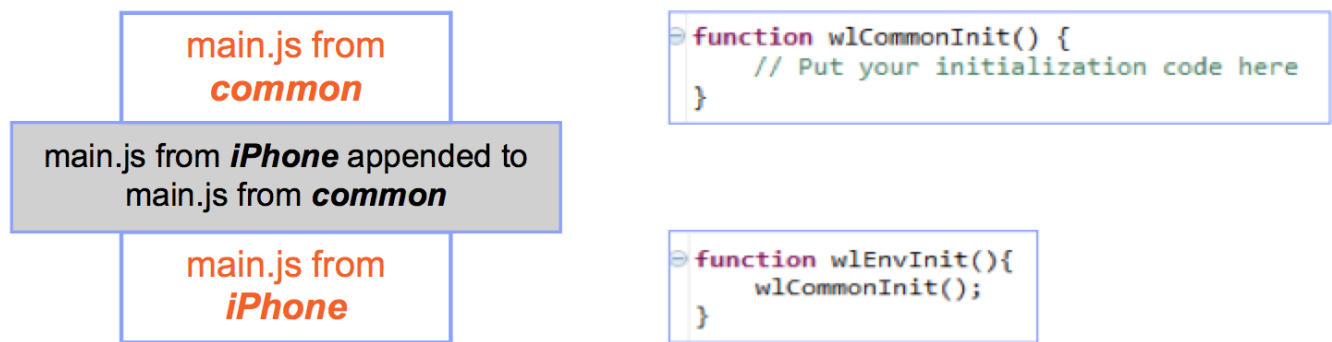 main.js from
common
main.js from iPhone appended to
main.js from common
main.js from
iPhone
function wlCommonInit() {
// Put your initialization code here
}
function wlEnvInit(){
wlCommonInit();
}